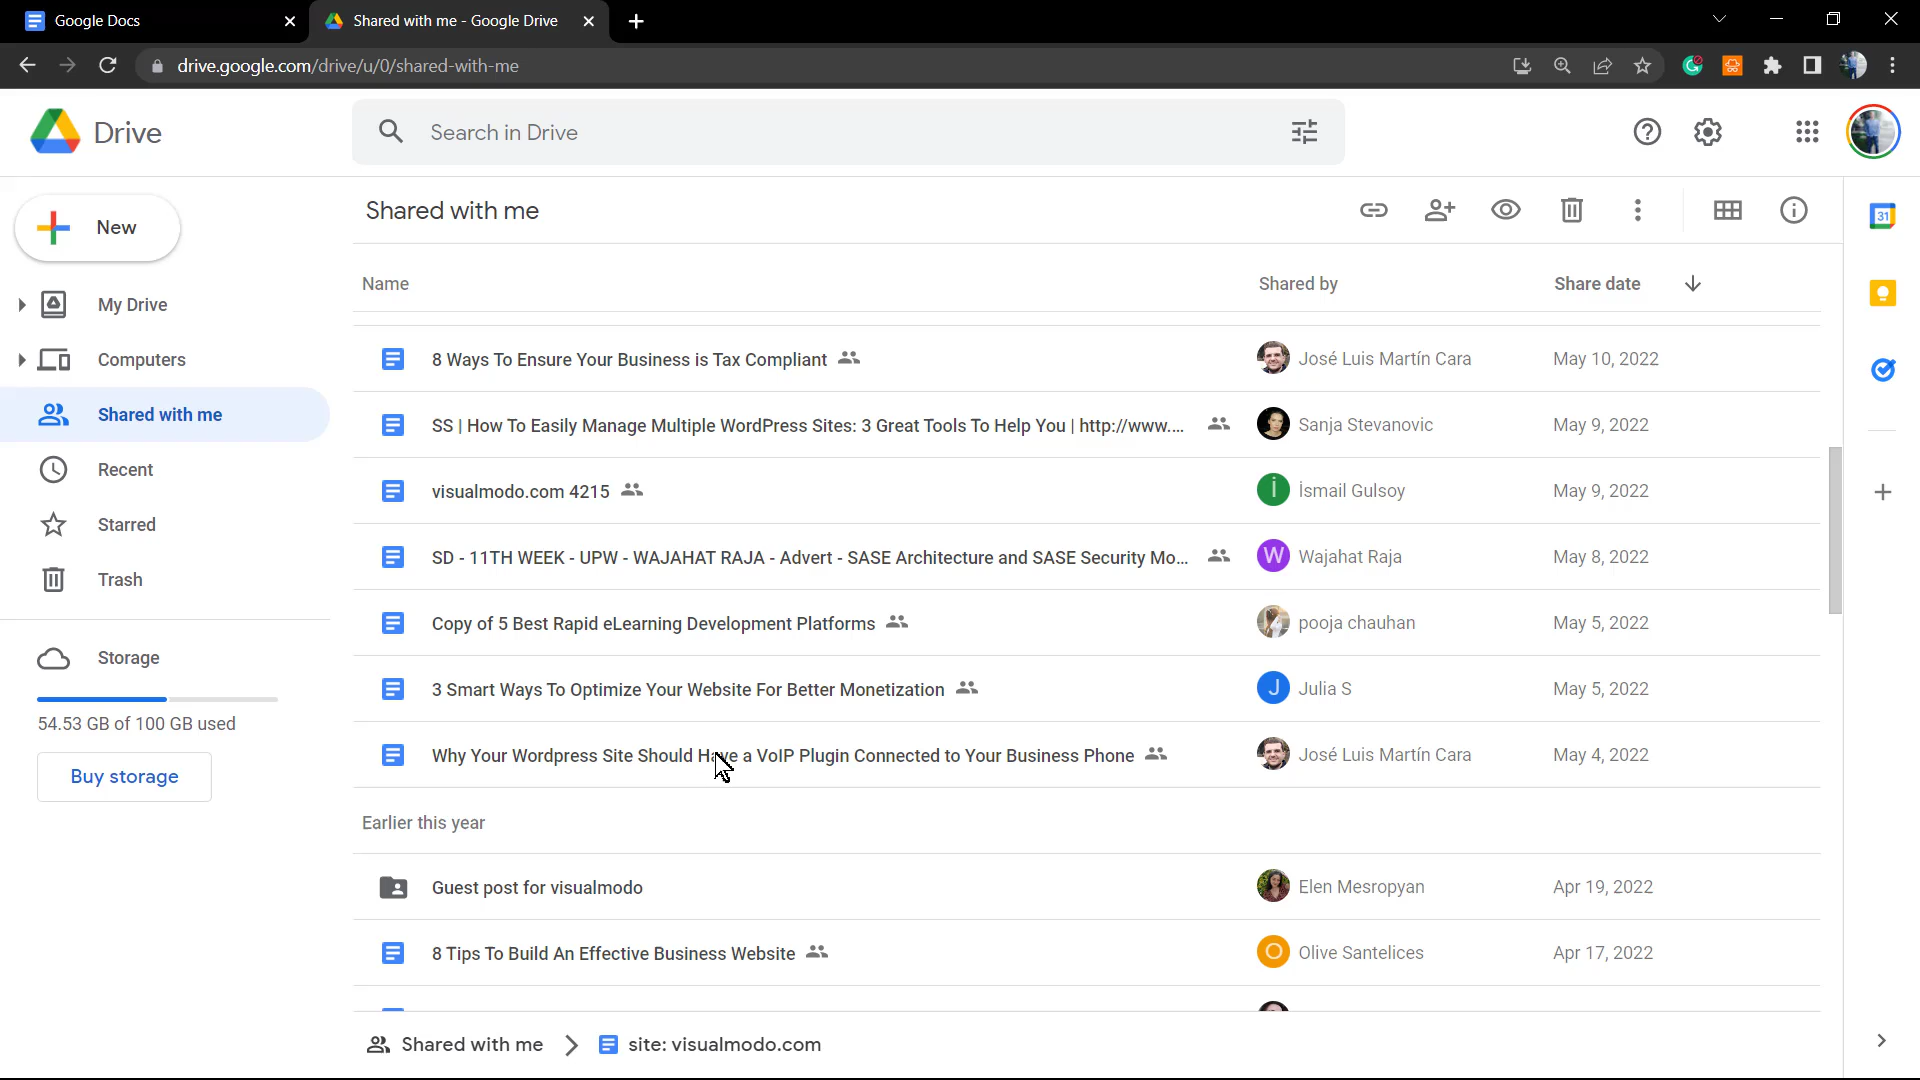 Google Docs
Shared with me - Google Drive
drive.google.com/drive/u/0/shared-with-me
Drive
Search in Drive
New
My Drive
Computers
Shared with me
Recent
Starred
Trash
Storage
54.53 GB of 100 GB used
Buy storage
Shared with me
Name Shared by Share date
8 Ways To Ensure Your Business is Tax Compliant José Luis Martín Cara May 10, 2022
SS | How To Easily Manage Multiple WordPress Sites: 3 Great Tools To Help You | http://www.... Sanja Stevanovic May 9, 2022
visualmodo.com 4215 İ İsmail Gulsoy May 9, 2022
SD - 11TH WEEK - UPW - WAJAHAT RAJA - Advert - SASE Architecture and SASE Security Mo... W Wajahat Raja May 8, 2022
Copy of 5 Best Rapid eLearning Development Platforms pooja chauhan May 5, 2022
3 Smart Ways To Optimize Your Website For Better Monetization J Julia S May 5, 2022
Why Your Wordpress Site Should Have a VoIP Plugin Connected to Your Business Phone José Luis Martín Cara May 4, 2022
Earlier this year
Guest post for visualmodo Elen Mesropyan Apr 19, 2022
8 Tips To Build An Effective Business Website O Olive Santelices Apr 17, 2022
Shared with me site: visualmodo.com
31